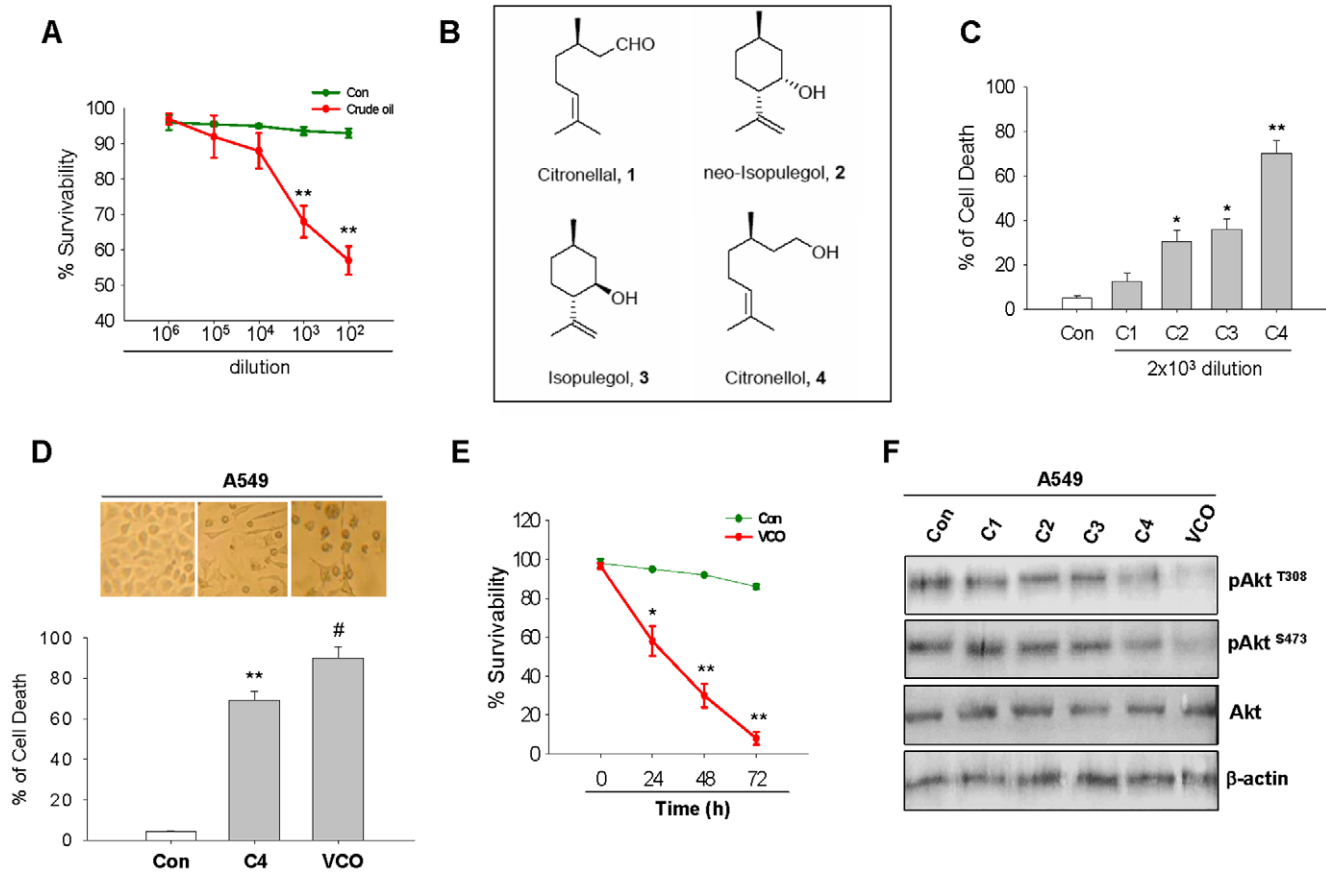 A
Con
Crude oil
% Survivability
100
90
80
70
60
50
40
**
**
10⁶ 10⁵ 10⁴ 10³ 10²
dilution
B
CHO
Citronellal, 1
OH
neo-Isopulegol, 2
OH
Isopulegol, 3
OH
Citronellol, 4
C
% of Cell Death
100
80
60
40
20
0
*
*
**
Con C1 C2 C3 C4
2x10³ dilution
D
A549
% of Cell Death
100
80
60
40
20
0
**
#
Con C4 VCO
E
Con
VCO
% Survivability
120
100
80
60
40
20
0
*
**
**
0 24 48 72
Time (h)
F
A549
Con C1 C2 C3 C4 VCO
pAkt T308
pAkt S473
Akt
β-actin